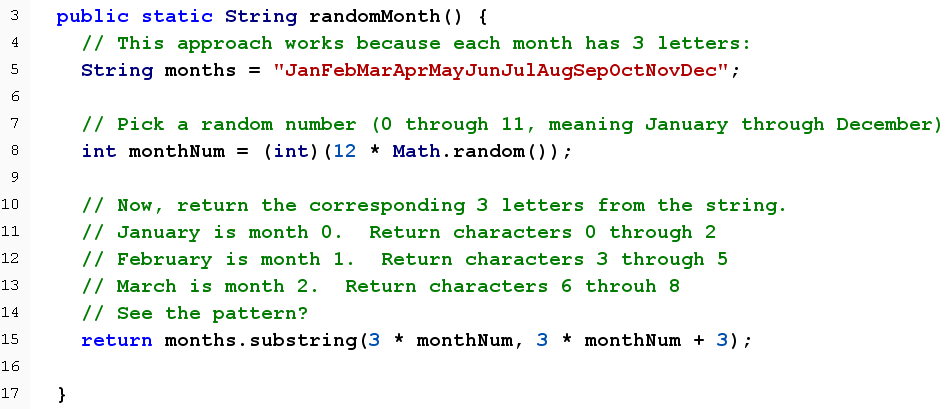 3 public static String randomMonth() {
4 // This approach works because each month has 3 letters:
5 String months = "JanFebMarAprMayJunJulAugSepOctNovDec";
6
7 // Pick a random number (0 through 11, meaning January through December)
8 int monthNum = (int)(12 * Math.random());
9
10 // Now, return the corresponding 3 letters from the string.
11 // January is month 0.  Return characters 0 through 2
12 // February is month 1.  Return characters 3 through 5
13 // March is month 2.  Return characters 6 throuh 8
14 // See the pattern?
15 return months.substring(3 * monthNum, 3 * monthNum + 3);
16
17 }